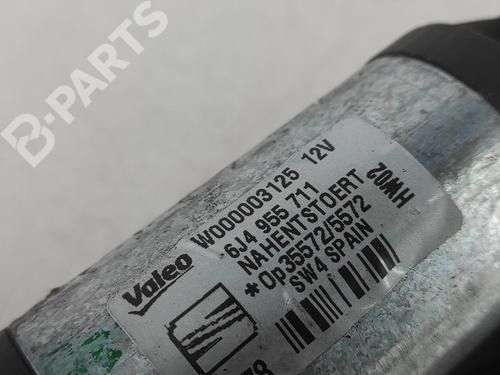 B-PARTS
Valeo
W000003125 12V
6J4 955 711
NAHENTSTOERT
HW02
*Op35572/5572
SW4 SPAIN